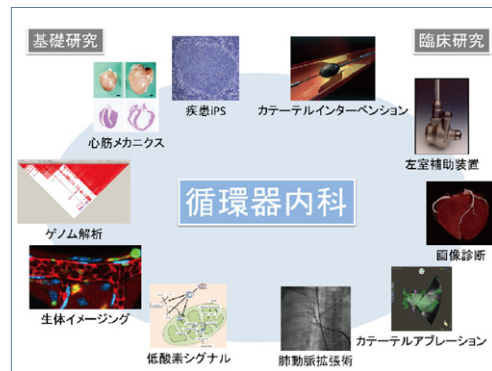 基礎研究
臨床研究
疾患iPS
カテーテルインターベンション
心筋メカニクス
左室補助装置
循環器内科
ゲノム解析
画像診断
生体イメージング
低酸素シグナル
肺動脈拡張術
カテーテルアブレーション